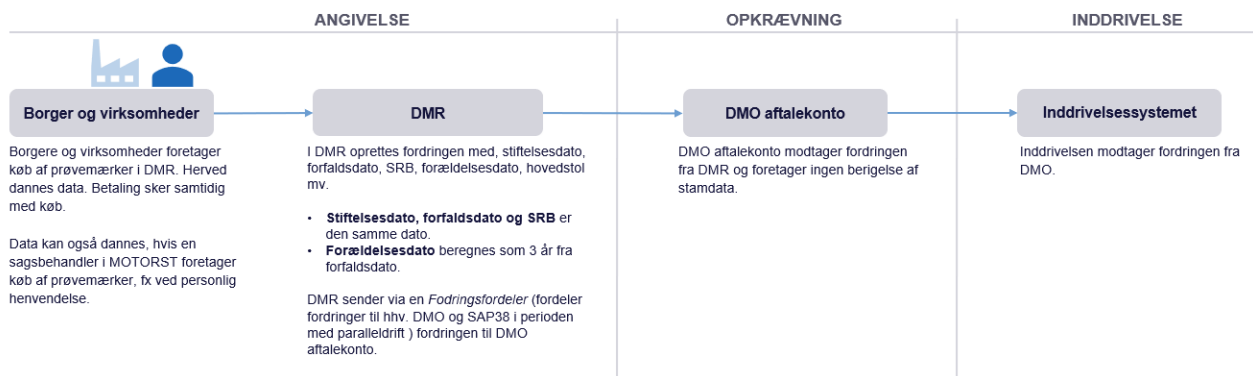 ANGIVELSE
OPKRÆVNING
INDDRIVELSE
Borger og virksomheder
DMR
DMO aftalekonto
Inddrivelsessystemet
Borgere og virksomheder foretager
køb af prøvemærker i DMR. Herved
dannes data. Betaling sker samtidig
med køb.
Data kan også dannes, hvis en
sagsbehandler i MOTORST foretager
køb af prøvemærker, fx ved personlig
henvendelse.
I DMR oprettes fordringen med, stiftelsesdato,
forfaldsdato, SRB, forældelsesdato, hovedstol
mv.
• Stiftelsesdato, forfaldsdato og SRB er
den samme dato.
• Forældelsesdato beregnes som 3 år fra
forfaldsdato.
DMR sender via en Fodringsfordeler (fordeler
fordringer til hhv. DMO og SAP38 i perioden
med paralleldrift ) fordringen til DMO
aftalekonto.
DMO aftalekonto modtager fordringen
fra DMR og foretager ingen berigelse af
stamdata.
Inddrivelsen modtager fordringen fra
DMO.